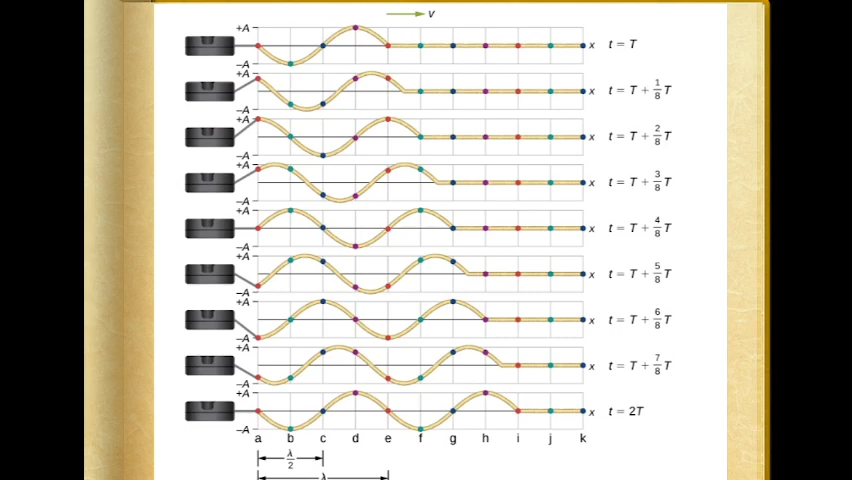 v
+A
–A
x
t = T
+A
–A
x
t = T + 1/8 T
+A
–A
x
t = T + 2/8 T
+A
–A
x
t = T + 3/8 T
+A
–A
x
t = T + 4/8 T
+A
–A
x
t = T + 5/8 T
+A
–A
x
t = T + 6/8 T
+A
–A
x
t = T + 7/8 T
+A
–A
x
t = 2T
a b c d e f g h i j k
λ/2
λ